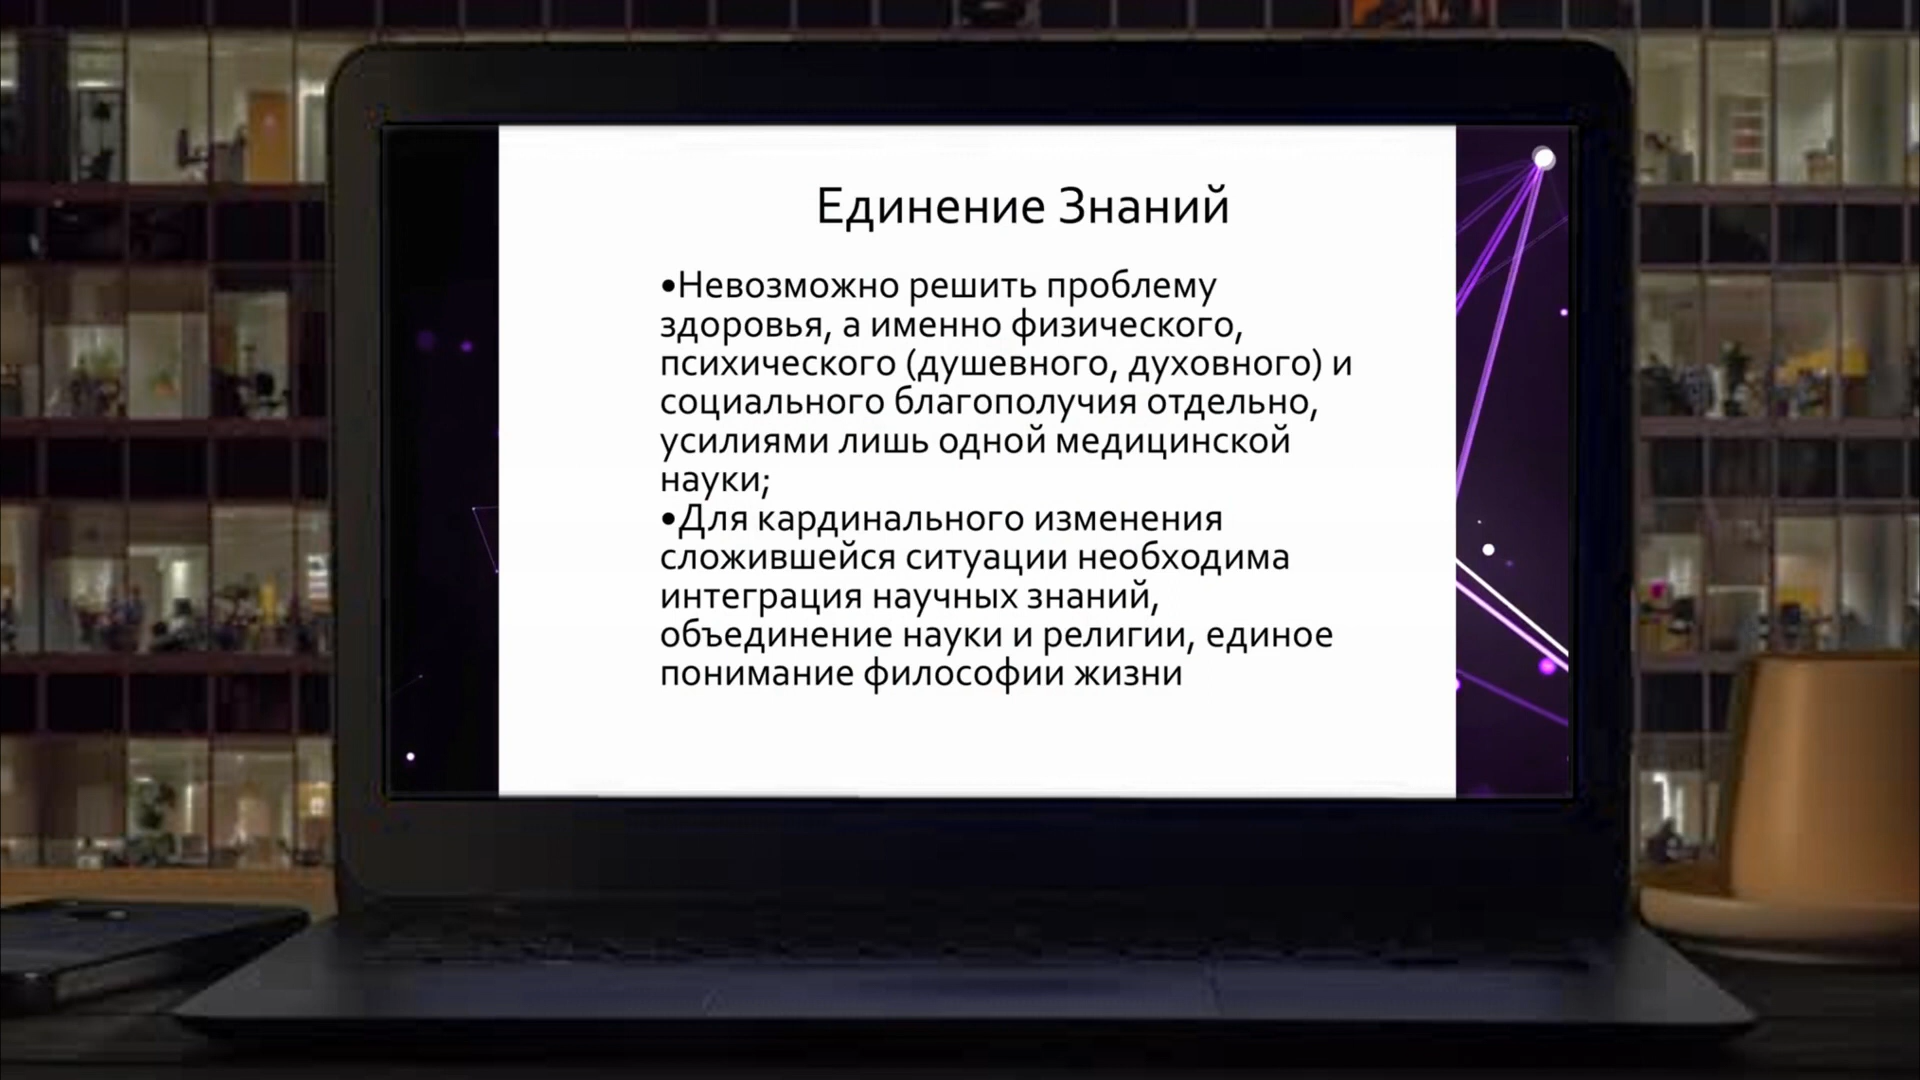 Единение Знаний
•Невозможно решить проблему
здоровья, а именно физического,
психического (душевного, духовного) и
социального благополучия отдельно,
усилиями лишь одной медицинской
науки;
•Для кардинального изменения
сложившейся ситуации необходима
интеграция научных знаний,
объединение науки и религии, единое
понимание философии жизни